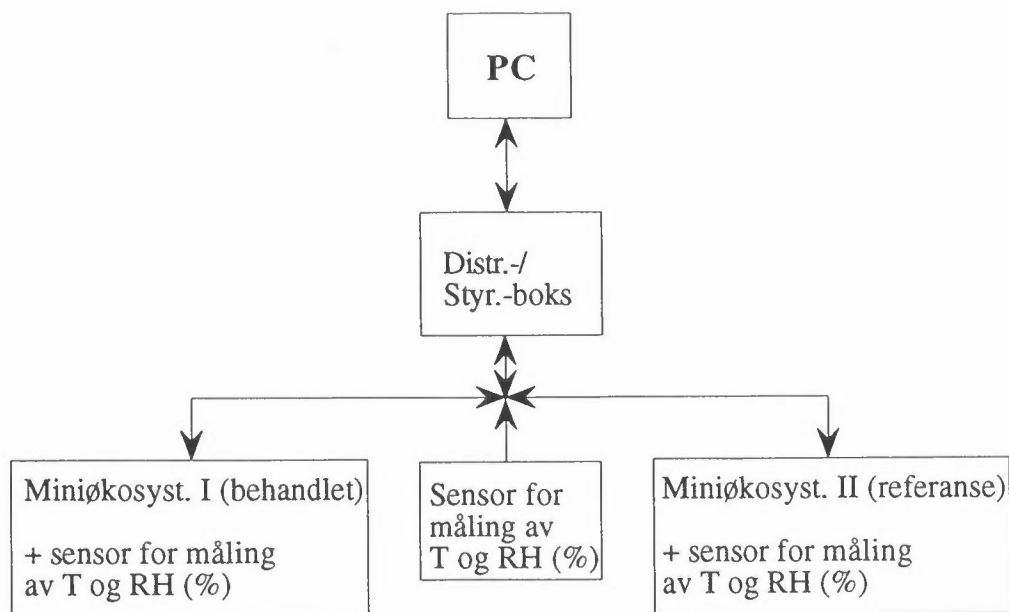 PC
Distr.-/
Styr.-boks
Miniøkosyst. I (behandlet)
+ sensor for måling
av T og RH (%)
Sensor for
måling av
T og RH (%)
Miniøkosyst. II (referanse)
+ sensor for måling
av T og RH (%)